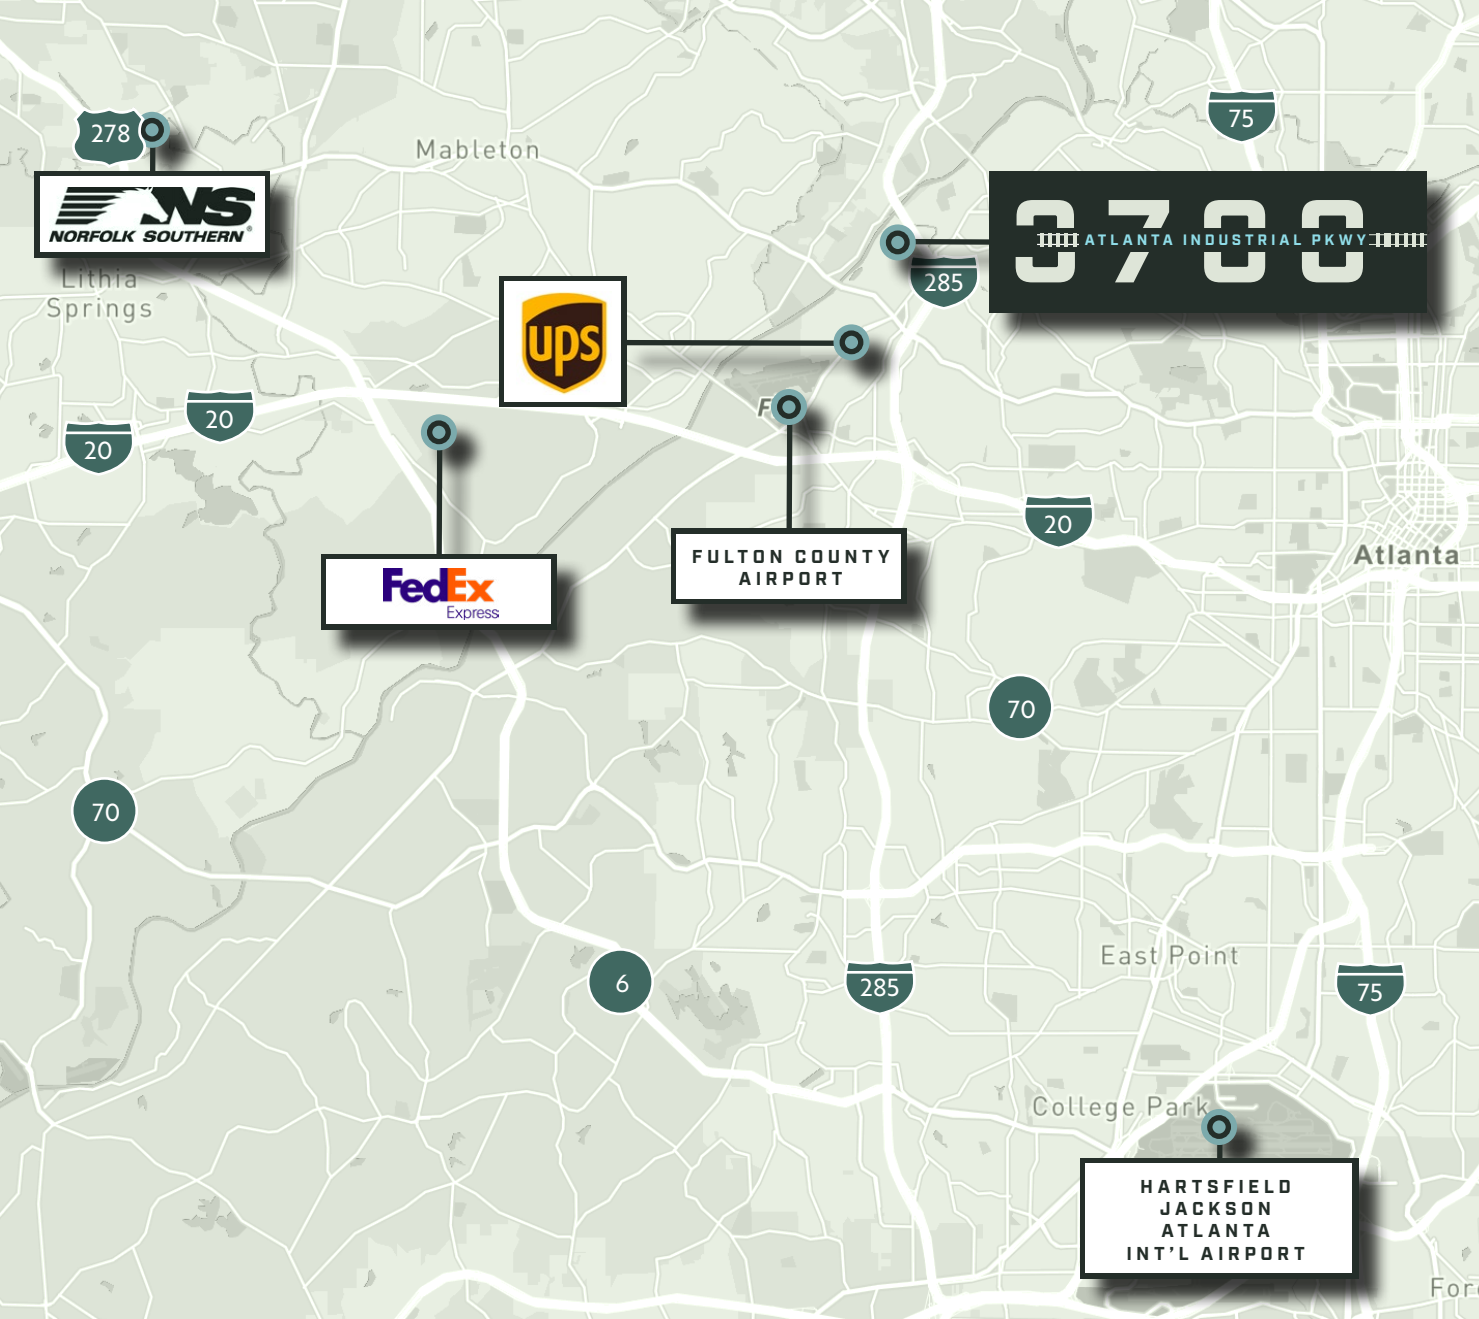 75
278
Mableton
NORFOLK SOUTHERN
3700
ATLANTA INDUSTRIAL PKWY
285
Lithia
Springs
ups
20
20
FULTON COUNTY
AIRPORT
20
Atlanta
FedEx
Express
70
70
6
285
East Point
75
College Park
HARTSFIELD
JACKSON
ATLANTA
INT'L AIRPORT